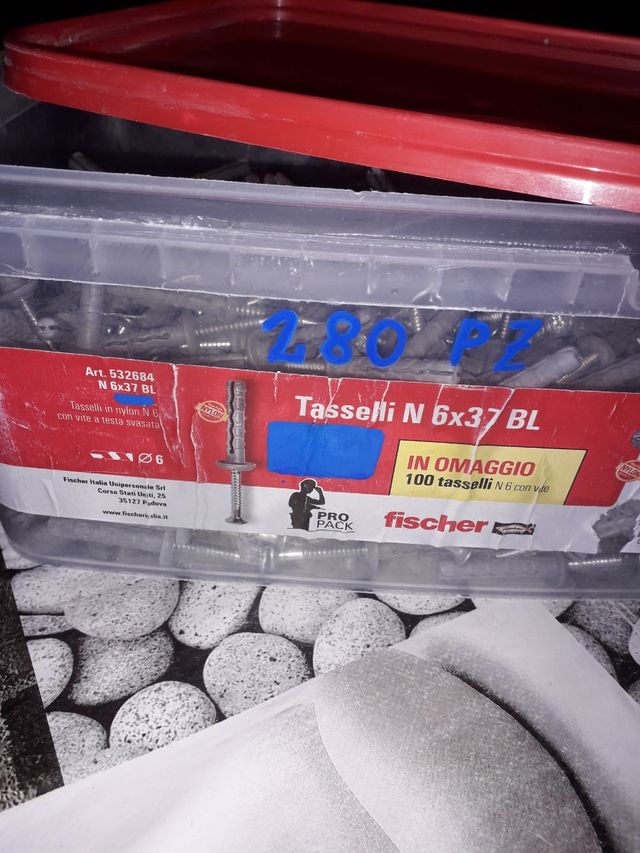 280 PZ
Art. 532684
N 6x37 BL
Tasselli in nylon N 6
con vite a testa svasata
Ø 6
Fischer Italia Unipersonale Srl
Corso Stati Uniti, 25
35127 Padova
www.fischeritalia.it
NYLON
Tasselli N 6x37 BL
IN OMAGGIO
100 tasselli N 6 con vite
PRO
PACK
fischer